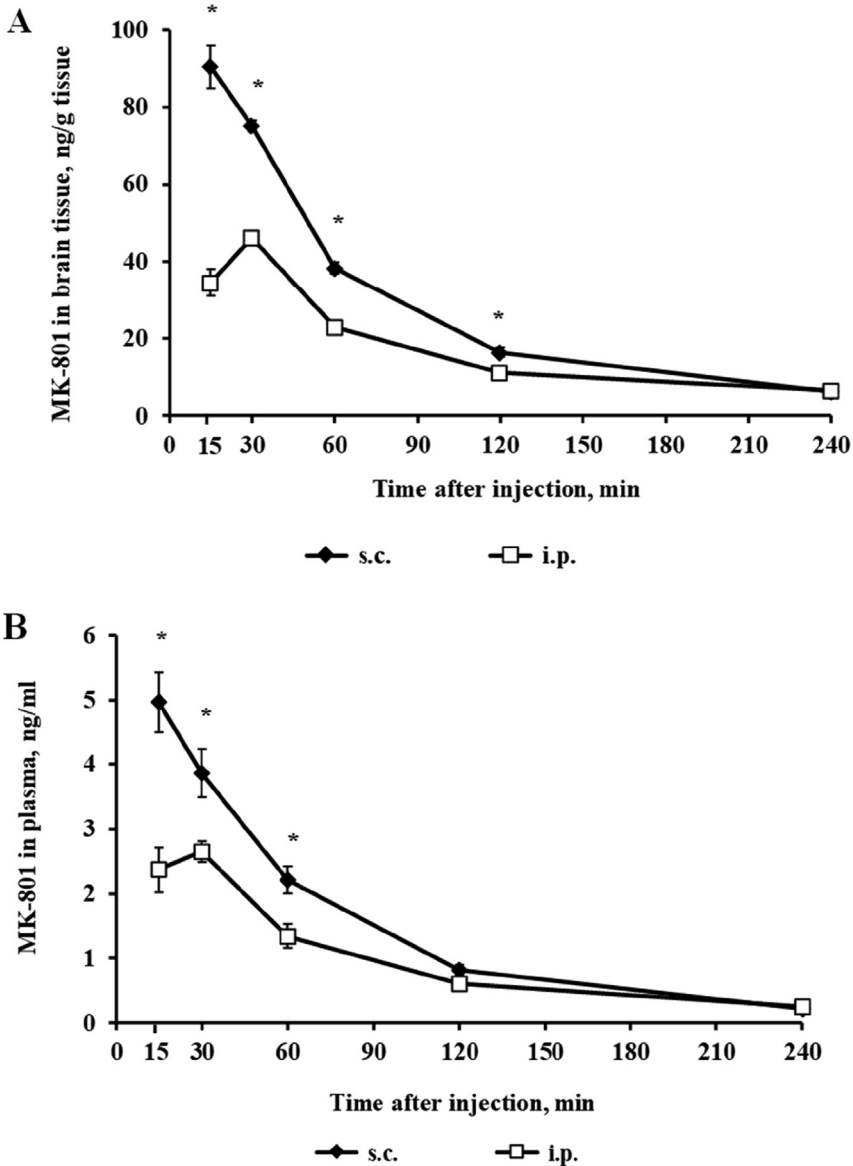 A
MK-801 in brain tissue, ng/g tissue
*
*
*
*
100
80
60
40
20
0
0 15 30 60 90 120 150 180 210 240
Time after injection, min
s.c. i.p.
B
MK-801 in plasma, ng/ml
*
*
*
6
5
4
3
2
1
0
0 15 30 60 90 120 150 180 210 240
Time after injection, min
s.c. i.p.